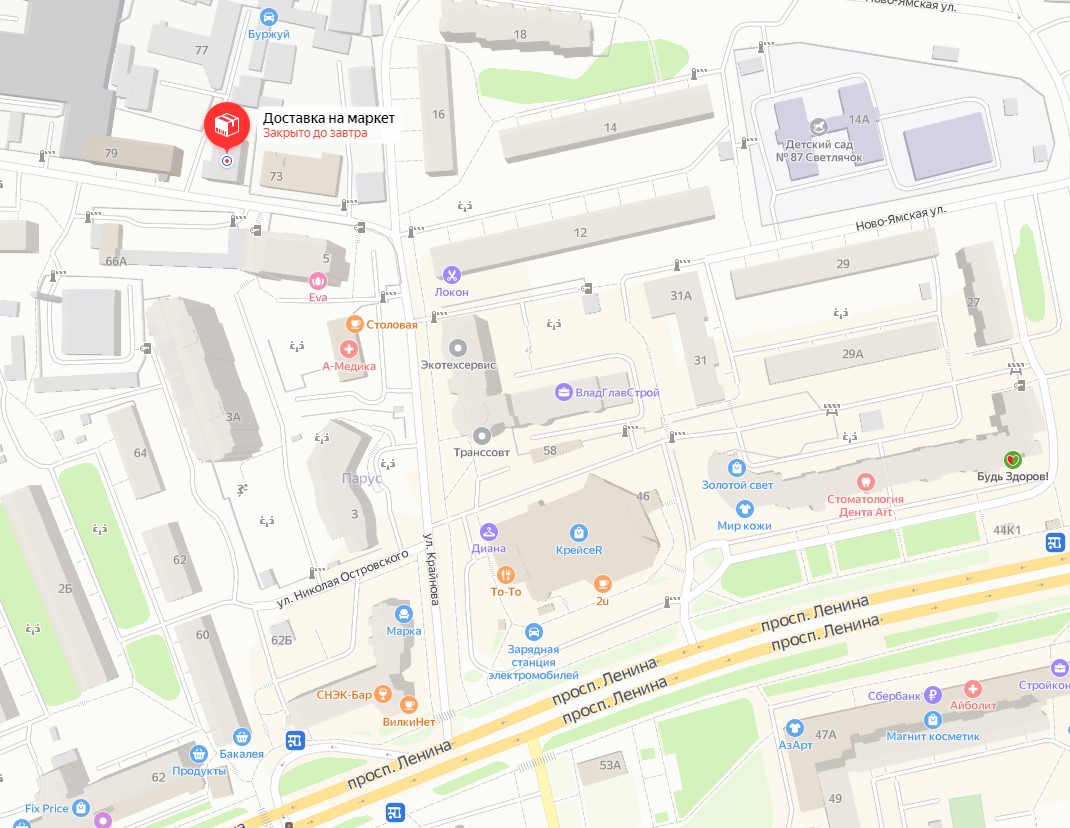 Ново-Ямская ул.
Буржуй
18
77
16
14
14А
Доставка на маркет
Закрыто до завтра
Детский сад
№ 87 Светлячок
79
73
Ново-Ямская ул.
12
66А
5
29
Локон
Eva
31А
27
Столовая
А-Медика
Экотехсервис
31
29А
ВладГлавСтрой
3А
64
Транссовт
58
Парус
Золотой свет
Будь Здоров!
Стоматология
Дента Art
46
3
Мир кожи
44К1
Диана
КрейсеR
62
ул. Николая Островского
ул. Крайнова
2Б
То-То
2u
просп. Ленина
просп. Ленина
60
62Б
Марка
Зарядная
станция
электромобилей
просп. Ленина
просп. Ленина
СНЭК-Бар
ВилкиНет
Сбербанк
Айболит
Стройкон
Магнит косметик
АзАрт
47А
Бакалея
Продукты
просп. Ленина
62
53А
49
Fix Price